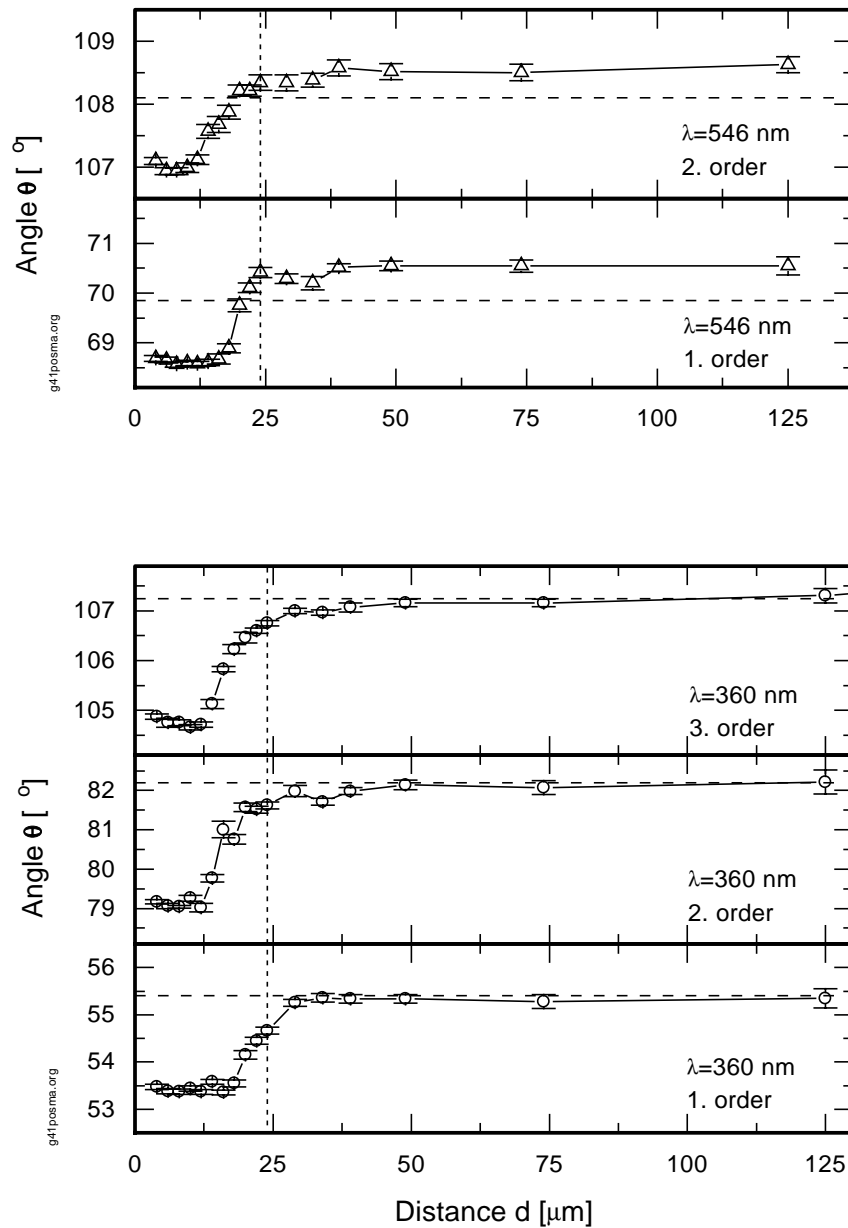 109
108
107
λ=546 nm
2. order
71
70
69
λ=546 nm
1. order
Angle θ [ °]
g41posma.org
0 25 50 75 100 125
107
106
105
λ=360 nm
3. order
82
81
80
79
λ=360 nm
2. order
56
55
54
53
λ=360 nm
1. order
Angle θ [ °]
g41posma.org
0 25 50 75 100 125
Distance d [μm]